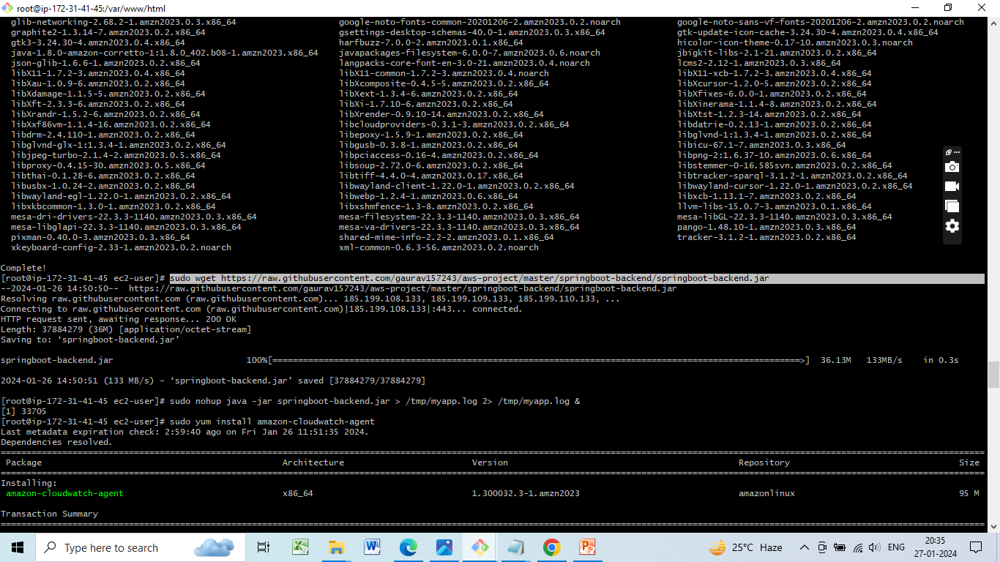 root@ip-172-31-41-45:/var/www/html
glib-networking-2.68.2-1.amzn2023.0.3.x86_64 google-noto-fonts-common-20201206-2.amzn2023.0.2.noarch google-noto-sans-vf-fonts-20201206-2.amzn2023.0.2.noarch
graphite2-1.3.14-7.amzn2023.0.2.x86_64 gsettings-desktop-schemas-40.0-1.amzn2023.0.3.x86_64 gtk-update-icon-cache-3.24.30-4.amzn2023.0.4.x86_64
gtk3-3.24.30-4.amzn2023.0.4.x86_64 harfbuzz-7.0.0-2.amzn2023.0.1.x86_64 hicolor-icon-theme-0.17-10.amzn2023.0.3.noarch
java-1.8.0-amazon-corretto-1:1.8.0_402.b08-1.amzn2023.x86_64 javapackages-filesystem-6.0.0-7.amzn2023.0.6.noarch jbigkit-libs-2.1-21.amzn2023.0.2.x86_64
json-glib-1.6.6-1.amzn2023.0.2.x86_64 langpacks-core-font-en-3.0-21.amzn2023.0.4.noarch lcms2-2.12-1.amzn2023.0.3.x86_64
libX11-1.7.2-3.amzn2023.0.4.x86_64 libX11-common-1.7.2-3.amzn2023.0.4.noarch libX11-xcb-1.7.2-3.amzn2023.0.4.x86_64
libXau-1.0.9-6.amzn2023.0.2.x86_64 libXcomposite-0.4.5-5.amzn2023.0.2.x86_64 libXcursor-1.2.0-5.amzn2023.0.2.x86_64
libXdamage-1.1.5-5.amzn2023.0.2.x86_64 libXext-1.3.4-6.amzn2023.0.2.x86_64 libXfixes-6.0.0-1.amzn2023.0.2.x86_64
libXft-2.3.3-6.amzn2023.0.2.x86_64 libXi-1.7.10-6.amzn2023.0.2.x86_64 libXinerama-1.1.4-8.amzn2023.0.2.x86_64
libXrandr-1.5.2-6.amzn2023.0.2.x86_64 libXrender-0.9.10-14.amzn2023.0.2.x86_64 libXtst-1.2.3-14.amzn2023.0.2.x86_64
libXxf86vm-1.1.4-16.amzn2023.0.2.x86_64 libcloudproviders-0.3.1-3.amzn2023.0.2.x86_64 libdatrie-0.2.13-1.amzn2023.0.2.x86_64
libdrm-2.4.110-1.amzn2023.0.2.x86_64 libepoxy-1.5.9-1.amzn2023.0.2.x86_64 libglvnd-1:1.3.4-1.amzn2023.0.2.x86_64
libglvnd-glx-1:1.3.4-1.amzn2023.0.2.x86_64 libgusb-0.3.8-1.amzn2023.0.2.x86_64 libicu-67.1-7.amzn2023.0.3.x86_64
libjpeg-turbo-2.1.4-2.amzn2023.0.5.x86_64 libpciaccess-0.16-4.amzn2023.0.2.x86_64 libpng-2:1.6.37-10.amzn2023.0.6.x86_64
libproxy-0.4.15-30.amzn2023.0.5.x86_64 libsoup-2.72.0-6.amzn2023.0.2.x86_64 libstemmer-0-16.585svn.amzn2023.0.2.x86_64
libthai-0.1.28-6.amzn2023.0.2.x86_64 libtiff-4.4.0-4.amzn2023.0.17.x86_64 libtracker-sparql-3.1.2-1.amzn2023.0.2.x86_64
libusbx-1.0.24-2.amzn2023.0.2.x86_64 libwayland-client-1.22.0-1.amzn2023.0.2.x86_64 libwayland-cursor-1.22.0-1.amzn2023.0.2.x86_64
libwayland-egl-1.22.0-1.amzn2023.0.2.x86_64 libwebp-1.2.4-1.amzn2023.0.6.x86_64 libxcb-1.13.1-7.amzn2023.0.2.x86_64
libxkbcommon-1.3.0-1.amzn2023.0.2.x86_64 libxshmfence-1.3-8.amzn2023.0.2.x86_64 llvm-libs-15.0.7-3.amzn2023.0.1.x86_64
mesa-dri-drivers-22.3.3-1140.amzn2023.0.3.x86_64 mesa-filesystem-22.3.3-1140.amzn2023.0.3.x86_64 mesa-libGL-22.3.3-1140.amzn2023.0.3.x86_64
mesa-libglapi-22.3.3-1140.amzn2023.0.3.x86_64 mesa-va-drivers-22.3.3-1140.amzn2023.0.3.x86_64 pango-1.48.10-1.amzn2023.0.3.x86_64
pixman-0.40.0-3.amzn2023.0.3.x86_64 shared-mime-info-2.2-2.amzn2023.0.1.x86_64 tracker-3.1.2-1.amzn2023.0.2.x86_64
xkeyboard-config-2.33-1.amzn2023.0.2.noarch xml-common-0.6.3-56.amzn2023.0.2.noarch
Complete!
[root@ip-172-31-41-45 ec2-user]# sudo wget https://raw.githubusercontent.com/gaurav157243/aws-project/master/springboot-backend/springboot-backend.jar
--2024-01-26 14:50:50-- https://raw.githubusercontent.com/gaurav157243/aws-project/master/springboot-backend/springboot-backend.jar
Resolving raw.githubusercontent.com (raw.githubusercontent.com)... 185.199.108.133, 185.199.109.133, 185.199.110.133, ...
Connecting to raw.githubusercontent.com (raw.githubusercontent.com)|185.199.108.133|:443... connected.
HTTP request sent, awaiting response... 200 OK
Length: 37884279 (36M) [application/octet-stream]
Saving to: ‘springboot-backend.jar’
springboot-backend.jar 100%[===================================================================================================>] 36.13M 133MB/s in 0.3s
2024-01-26 14:50:51 (133 MB/s) - ‘springboot-backend.jar’ saved [37884279/37884279]
[root@ip-172-31-41-45 ec2-user]# sudo nohup java -jar springboot-backend.jar > /tmp/myapp.log 2> /tmp/myapp.log &
[1] 33705
[root@ip-172-31-41-45 ec2-user]# sudo yum install amazon-cloudwatch-agent
Last metadata expiration check: 2:59:40 ago on Fri Jan 26 11:51:35 2024.
Dependencies resolved.
Package Architecture Version Repository Size
Installing:
amazon-cloudwatch-agent x86_64 1.300032.3-1.amzn2023 amazonlinux 95 M
Transaction Summary
Type here to search
25°C Haze
ENG
20:35
27-01-2024